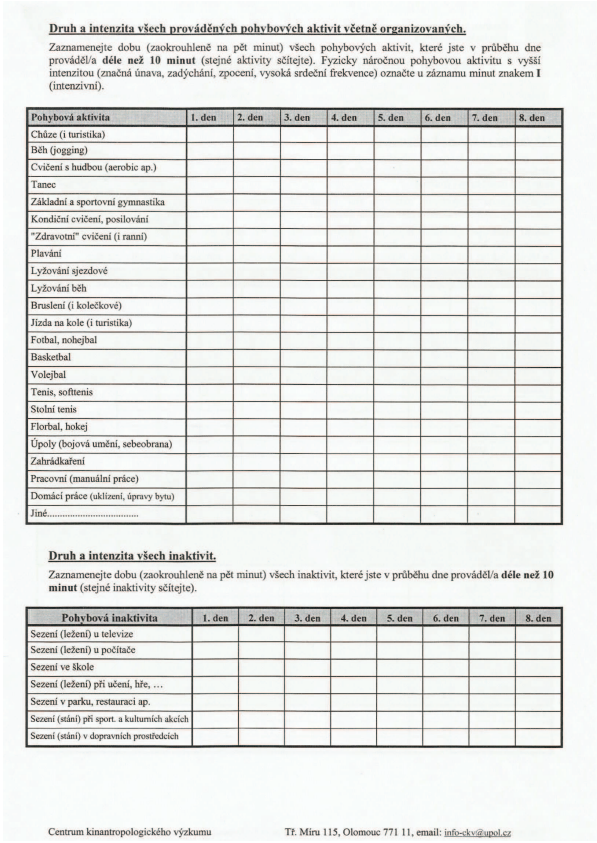 Druh a intenzita všech prováděných pohybových aktivit včetně organizovaných.
Zaznamenejte dobu (zaokrouhleně na pět minut) všech pohybových aktivit, které jste v průběhu dne
prováděl/a déle než 10 minut (stejné aktivity sčítejte). Fyzicky náročnou pohybovou aktivitu s vyšší
intenzitou (značná únava, zadýchání, zpocení, vysoká srdeční frekvence) označte u záznamu minut znakem I
(intenzivní).
Pohybová aktivita 1. den 2. den 3. den 4. den 5. den 6. den 7. den 8. den
Chůze (i turistika)
Běh (jogging)
Cvičení s hudbou (aerobic ap.)
Tanec
Základní a sportovní gymnastika
Kondiční cvičení, posilování
"Zdravotní" cvičení (i ranní)
Plavání
Lyžování sjezdové
Lyžování běh
Bruslení (i kolečkové)
Jízda na kole (i turistika)
Fotbal, nohejbal
Basketbal
Volejbal
Tenis, softtenis
Stolní tenis
Florbal, hokej
Úpoly (bojová umění, sebeobrana)
Zahrádkaření
Pracovní (manuální práce)
Domácí práce (uklízení, úpravy bytu)
Jiné....................................
Druh a intenzita všech inaktivit.
Zaznamenejte dobu (zaokrouhleně na pět minut) všech inaktivit, které jste v průběhu dne prováděl/a déle než 10
minut (stejné inaktivity sčítejte).
Pohybová inaktivita 1. den 2. den 3. den 4. den 5. den 6. den 7. den 8. den
Sezení (ležení) u televize
Sezení (ležení) u počítače
Sezení ve škole
Sezení (ležení) při učení, hře, …
Sezení v parku, restauraci ap.
Sezení (stání) při sport. a kulturních akcích
Sezení (stání) v dopravních prostředcích
Centrum kinantropologického výzkumu Tř. Míru 115, Olomouc 771 11, email: info-ckv@upol.cz